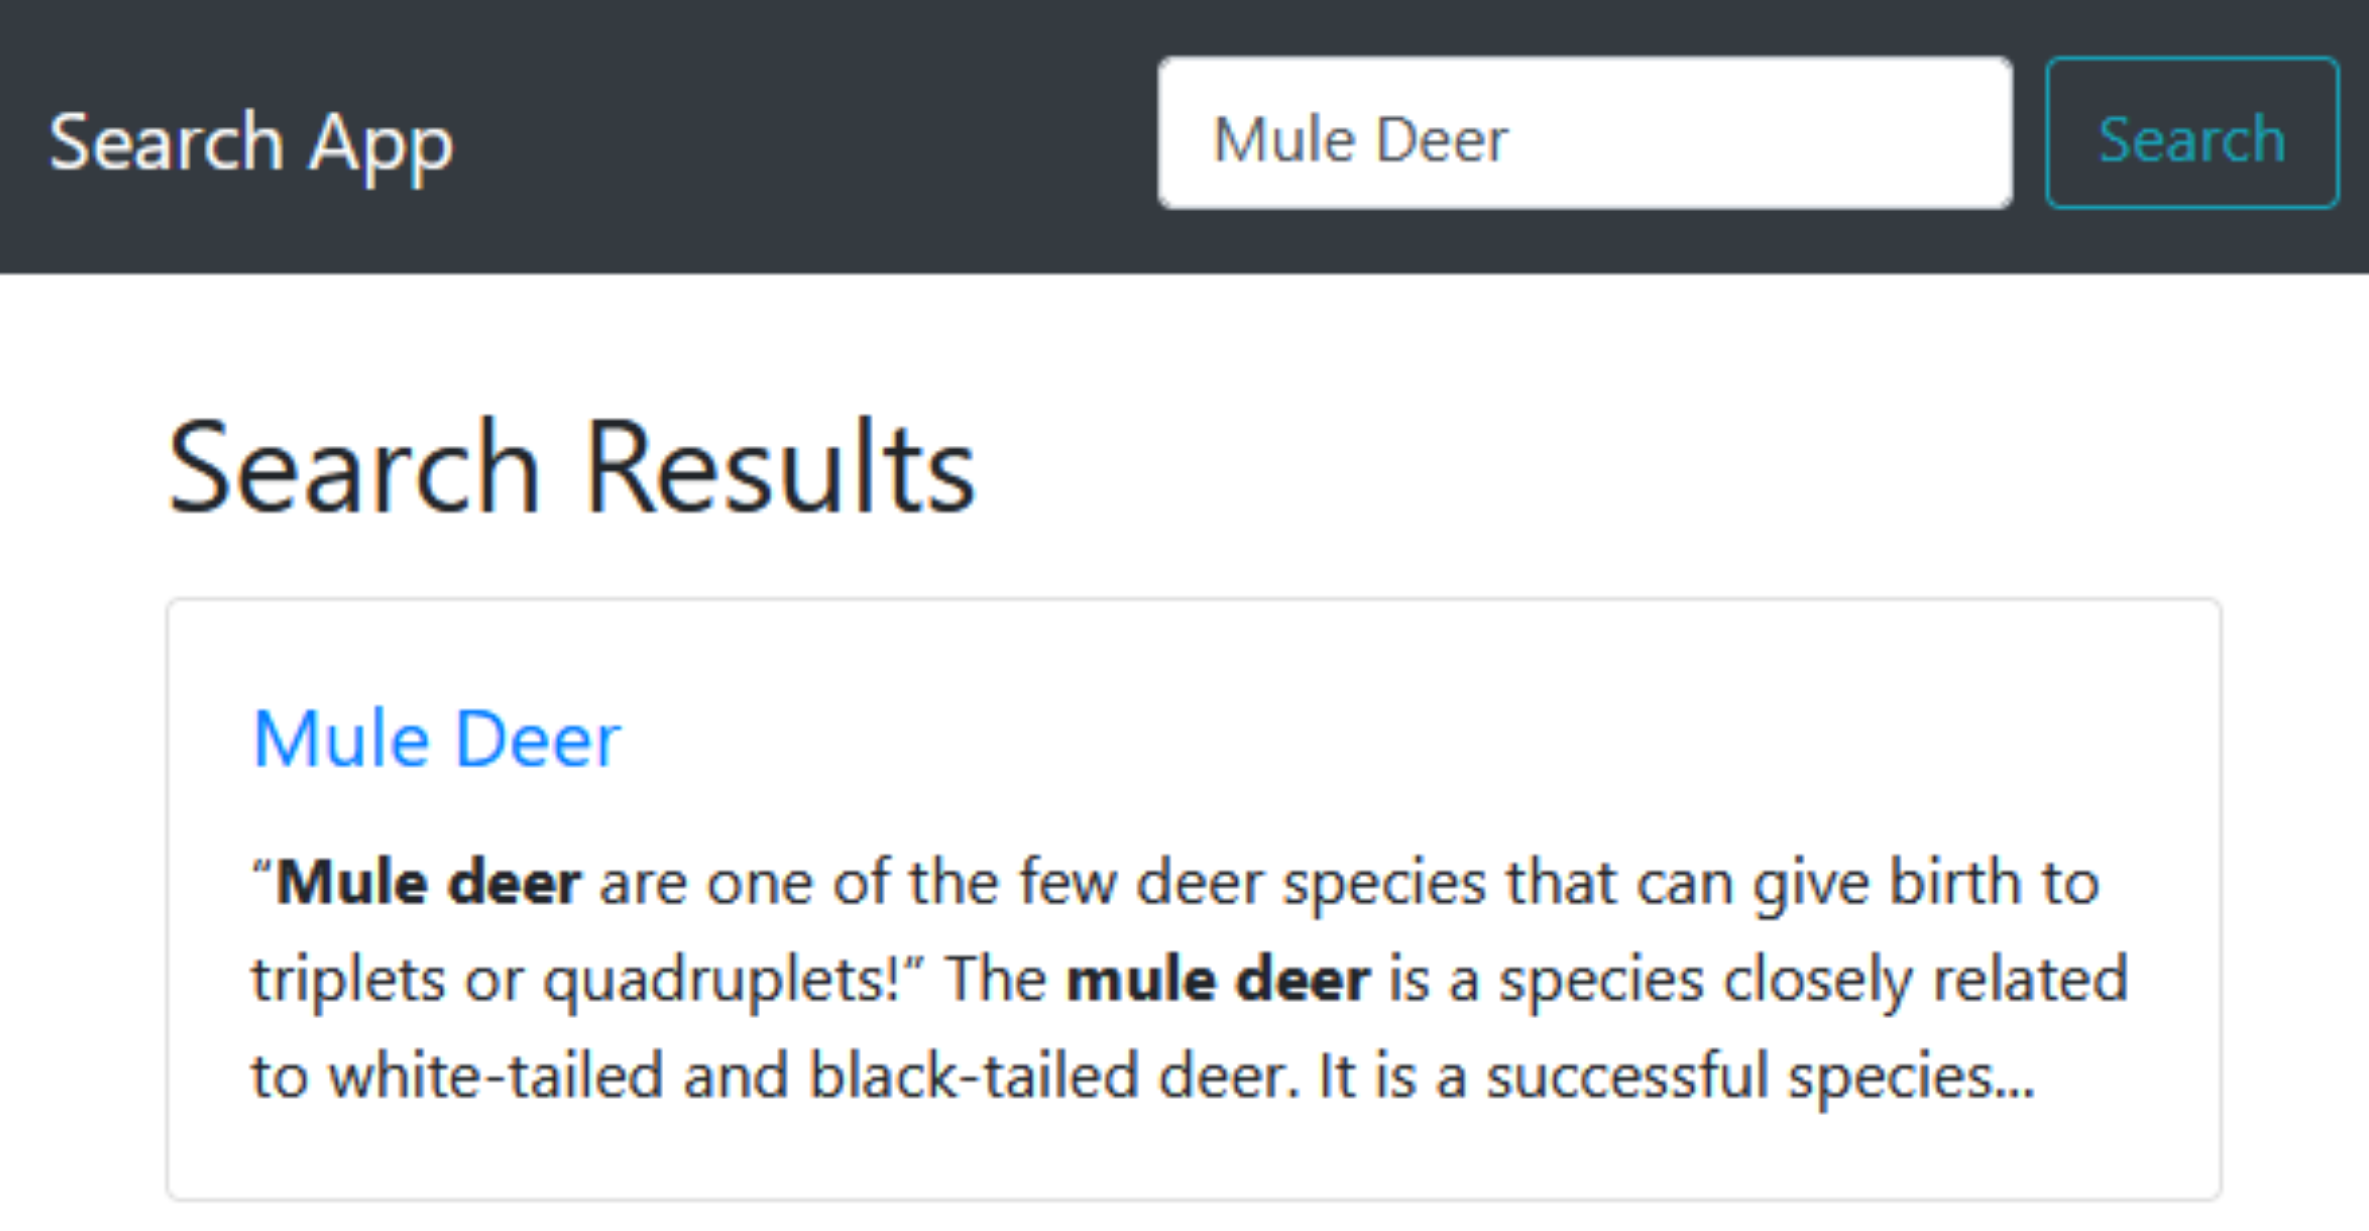 Search App
Mule Deer
Search
Search Results
Mule Deer
“Mule deer are one of the few deer species that can give birth to
triplets or quadruplets!” The mule deer is a species closely related
to white-tailed and black-tailed deer. It is a successful species...